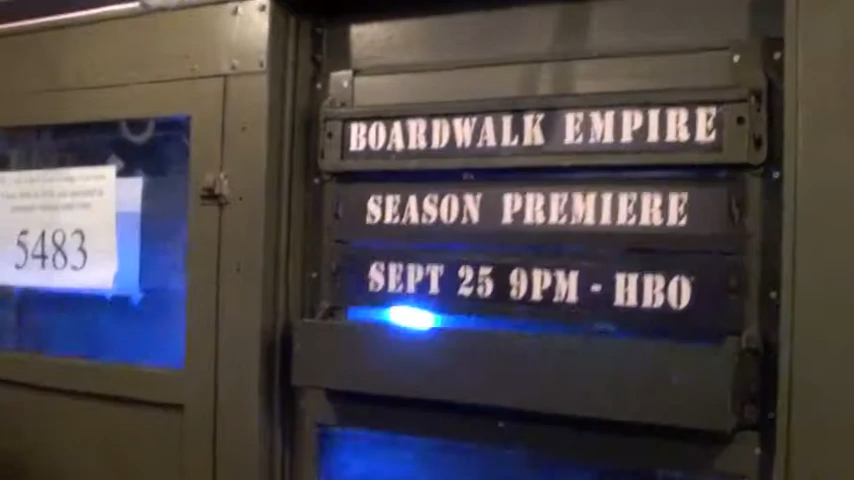 5483
BOARDWALK EMPIRE
SEASON PREMIERE
SEPT 25 9PM - HBO